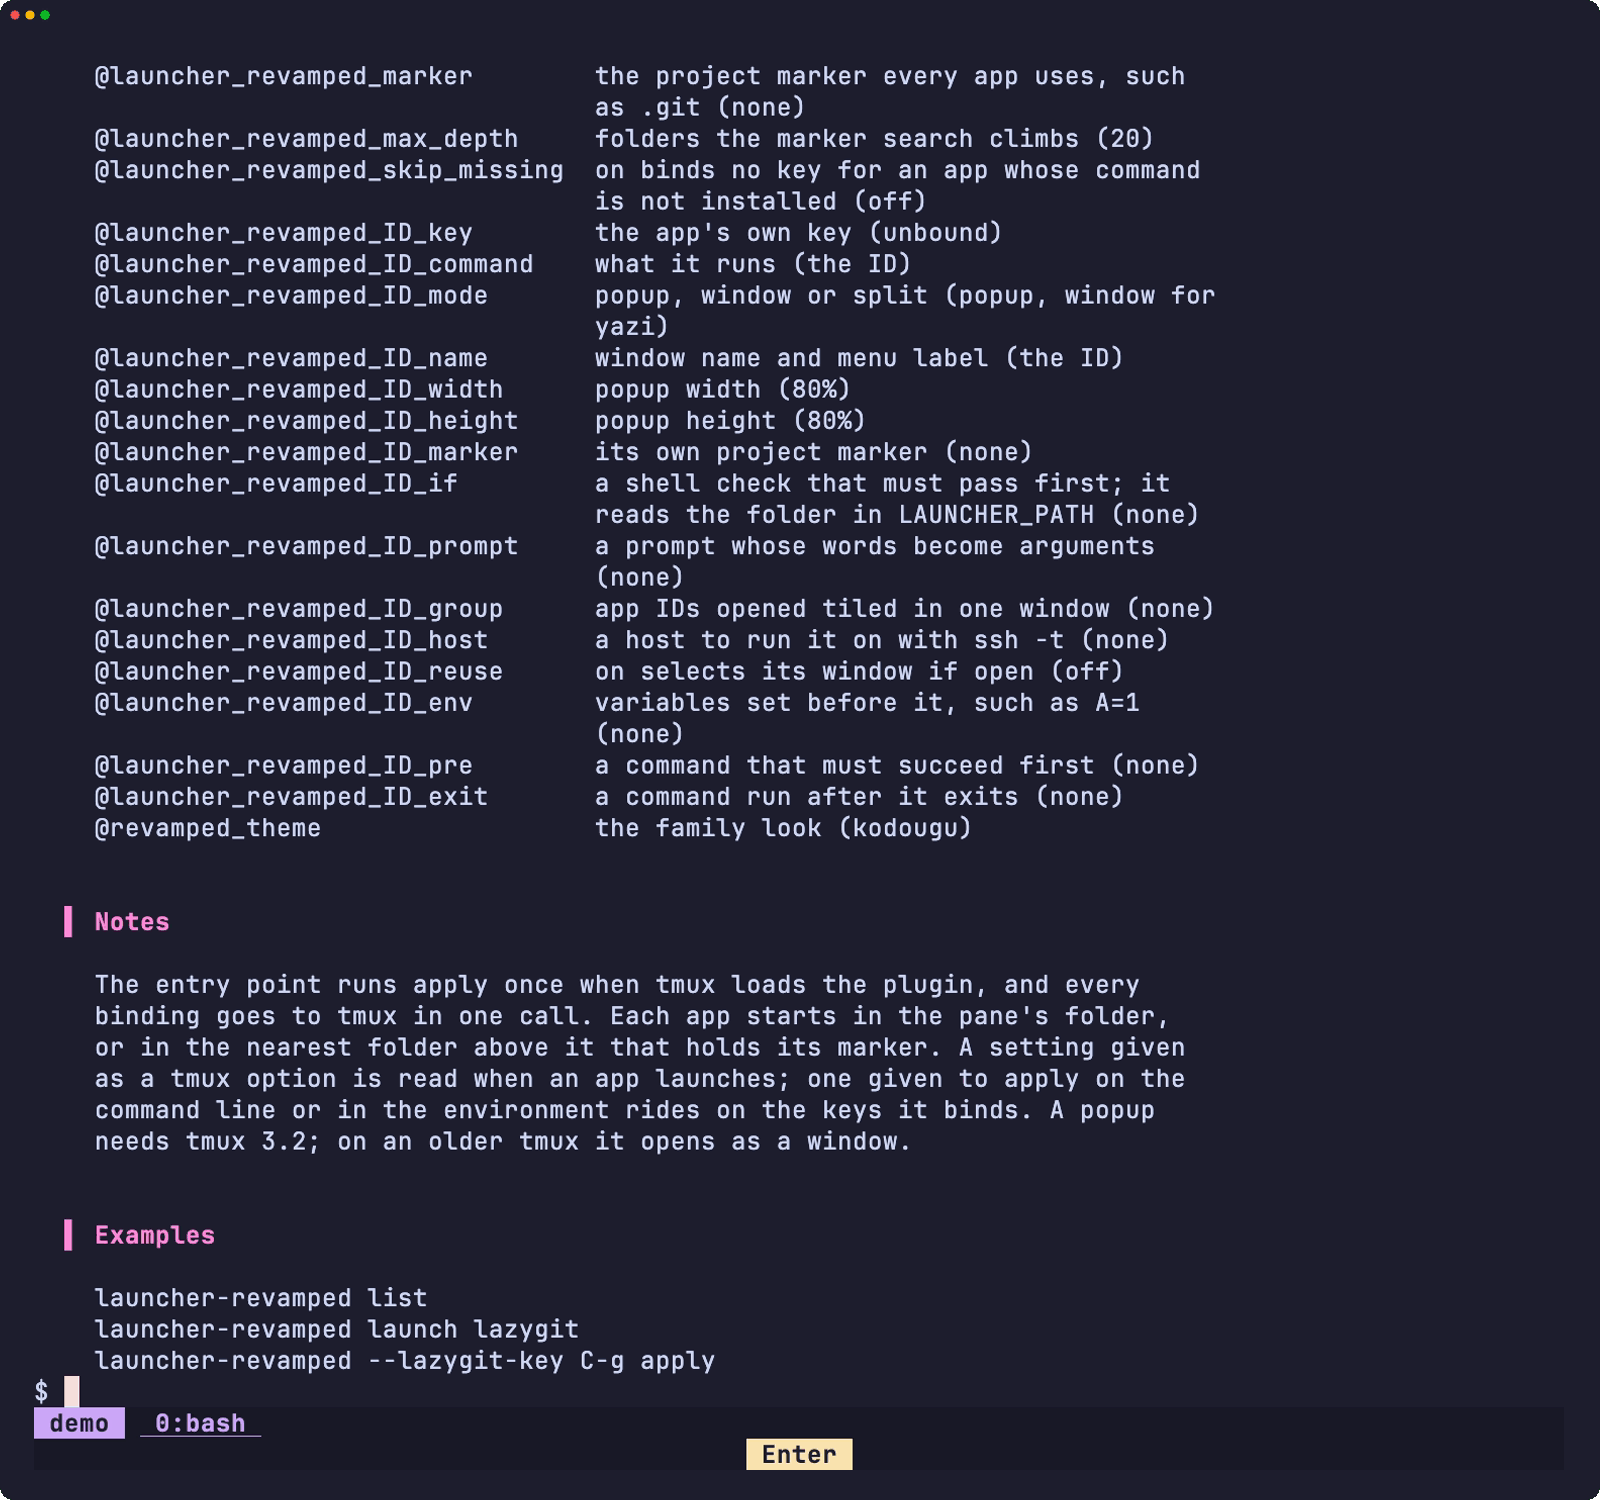 @launcher_revamped_marker the project marker every app uses, such
as .git (none)
@launcher_revamped_max_depth folders the marker search climbs (20)
@launcher_revamped_skip_missing on binds no key for an app whose command
is not installed (off)
@launcher_revamped_ID_key the app's own key (unbound)
@launcher_revamped_ID_command what it runs (the ID)
@launcher_revamped_ID_mode popup, window or split (popup, window for
yazi)
@launcher_revamped_ID_name window name and menu label (the ID)
@launcher_revamped_ID_width popup width (80%)
@launcher_revamped_ID_height popup height (80%)
@launcher_revamped_ID_marker its own project marker (none)
@launcher_revamped_ID_if a shell check that must pass first; it
reads the folder in LAUNCHER_PATH (none)
@launcher_revamped_ID_prompt a prompt whose words become arguments
(none)
@launcher_revamped_ID_group app IDs opened tiled in one window (none)
@launcher_revamped_ID_host a host to run it on with ssh -t (none)
@launcher_revamped_ID_reuse on selects its window if open (off)
@launcher_revamped_ID_env variables set before it, such as A=1
(none)
@launcher_revamped_ID_pre a command that must succeed first (none)
@launcher_revamped_ID_exit a command run after it exits (none)
@revamped_theme the family look (kodougu)
Notes
The entry point runs apply once when tmux loads the plugin, and every
binding goes to tmux in one call. Each app starts in the pane's folder,
or in the nearest folder above it that holds its marker. A setting given
as a tmux option is read when an app launches; one given to apply on the
command line or in the environment rides on the keys it binds. A popup
needs tmux 3.2; on an older tmux it opens as a window.
Examples
launcher-revamped list
launcher-revamped launch lazygit
launcher-revamped --lazygit-key C-g apply
$
demo 0:bash
Enter